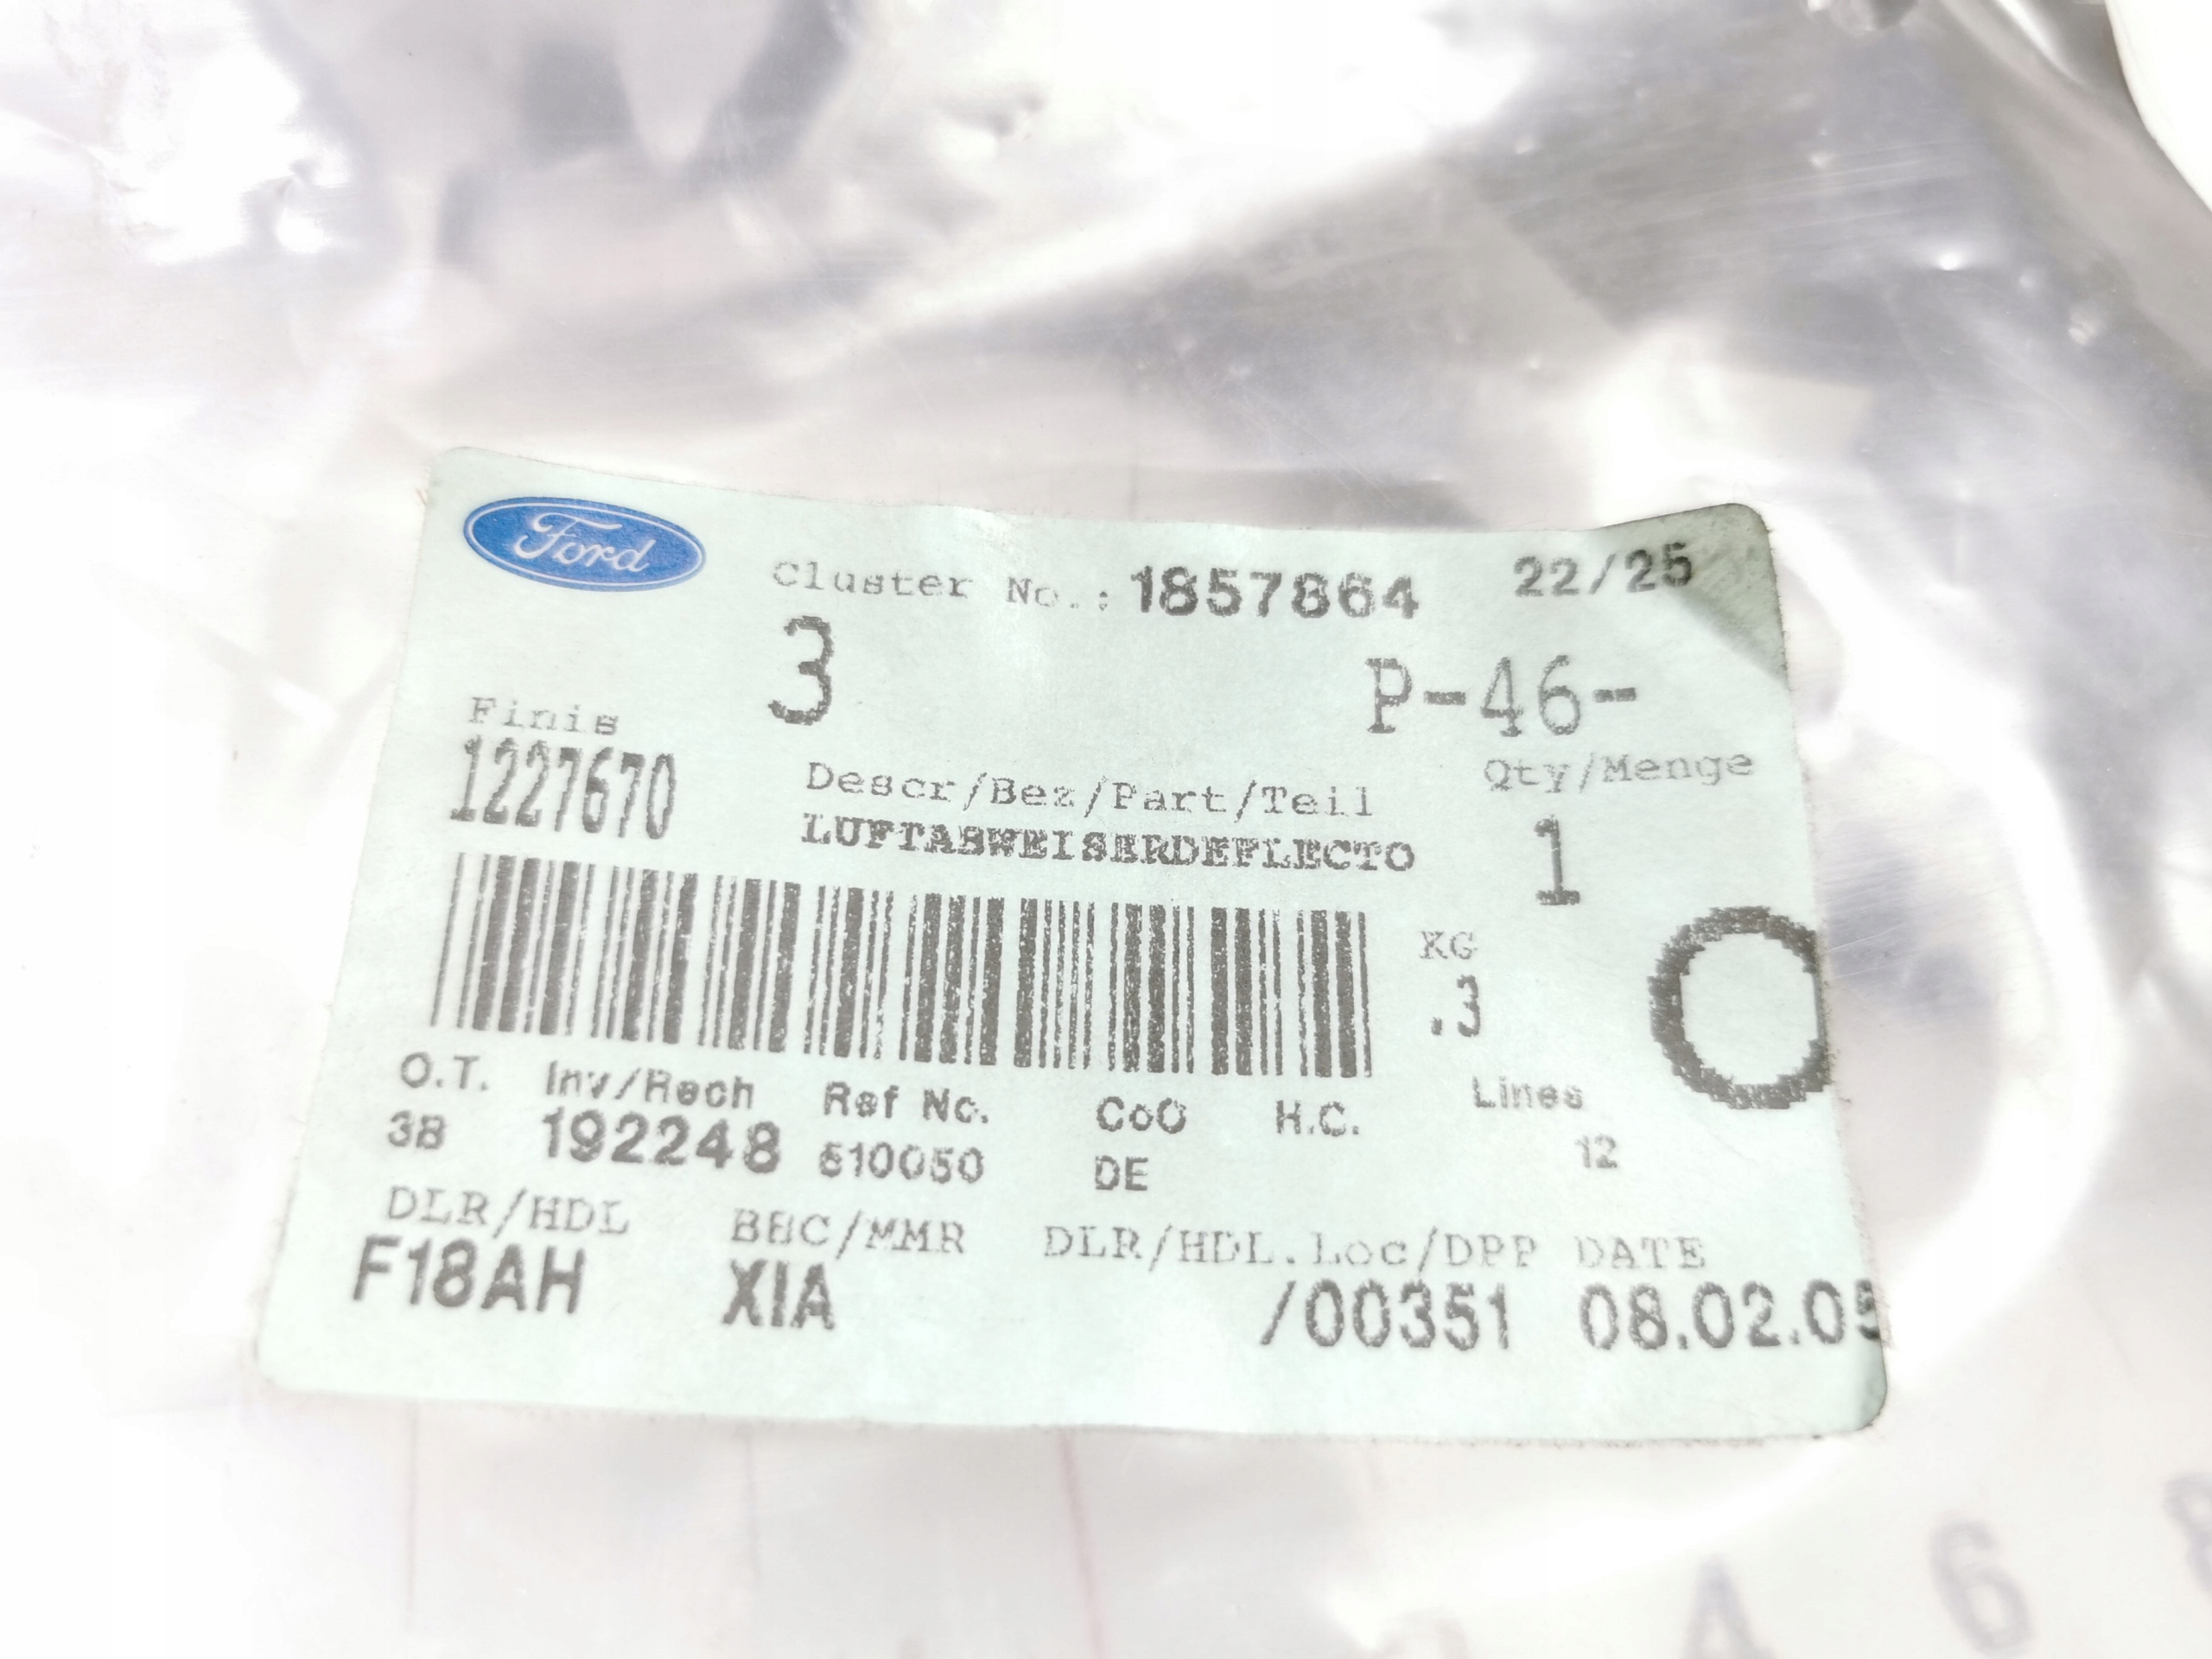 Ford
Cluster No.: 1857864 22/25
3 P-46-
Finis Descr/Bez/Part/Teil Qty/Menge
1227670 LUFTABWEISERDEFLECTO 1
KG
.3 O
O.T. Inv/Rech Ref No. CoO H.C. Lines
3B 192248 610050 DE 12
DLR/HDL BBC/MMR DLR/HDL.Loc/DPP DATE
F18AH XIA /00351 08.02.05